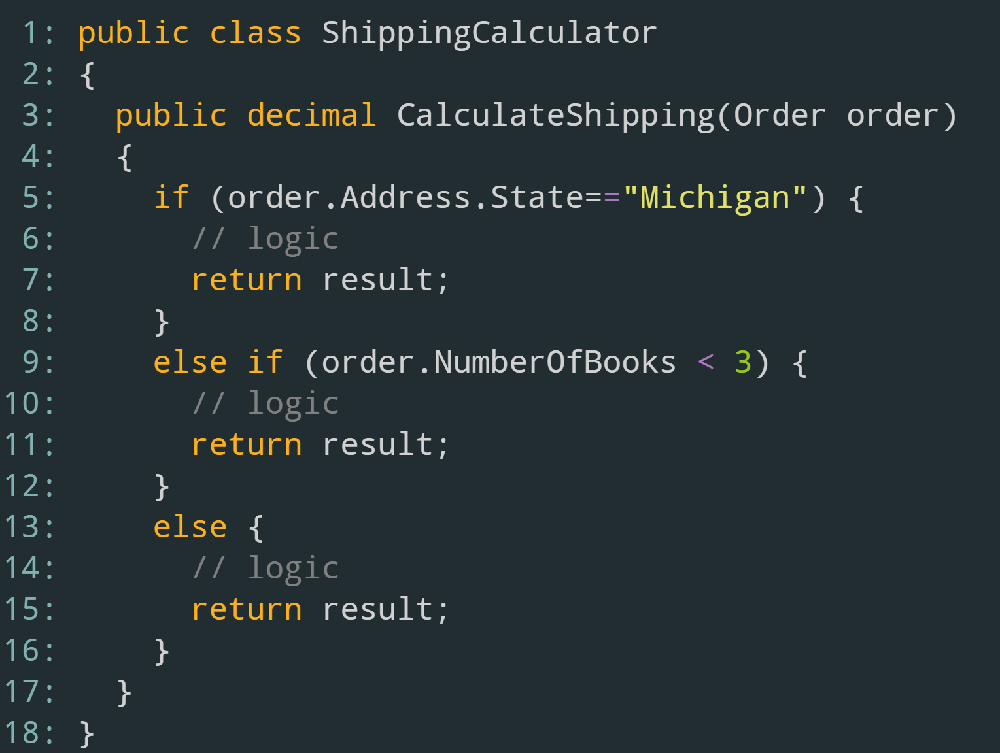 1: public class ShippingCalculator
2: {
3:   public decimal CalculateShipping(Order order)
4:   {
5:     if (order.Address.State=="Michigan") {
6:       // logic
7:       return result;
8:     }
9:     else if (order.NumberOfBooks < 3) {
10:       // logic
11:       return result;
12:     }
13:     else {
14:       // logic
15:       return result;
16:     }
17:   }
18: }